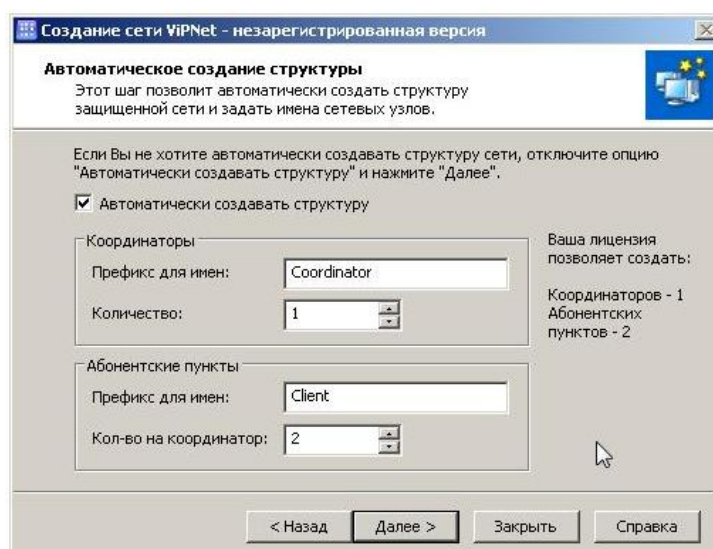 Создание сети ViPNet - незарегистрированная версия
Автоматическое создание структуры
Этот шаг позволит автоматически создать структуру
защищенной сети и задать имена сетевых узлов.
Если Вы не хотите автоматически создавать структуру сети, отключите опцию
"Автоматически создавать структуру" и нажмите "Далее".
Автоматически создавать структуру
Координаторы
Префикс для имен: Coordinator
Количество: 1
Ваша лицензия
позволяет создать:
Координаторов - 1
Абонентских
пунктов - 2
Абонентские пункты
Префикс для имен: Client
Кол-во на координатор: 2
< Назад Далее > Закрыть Справка